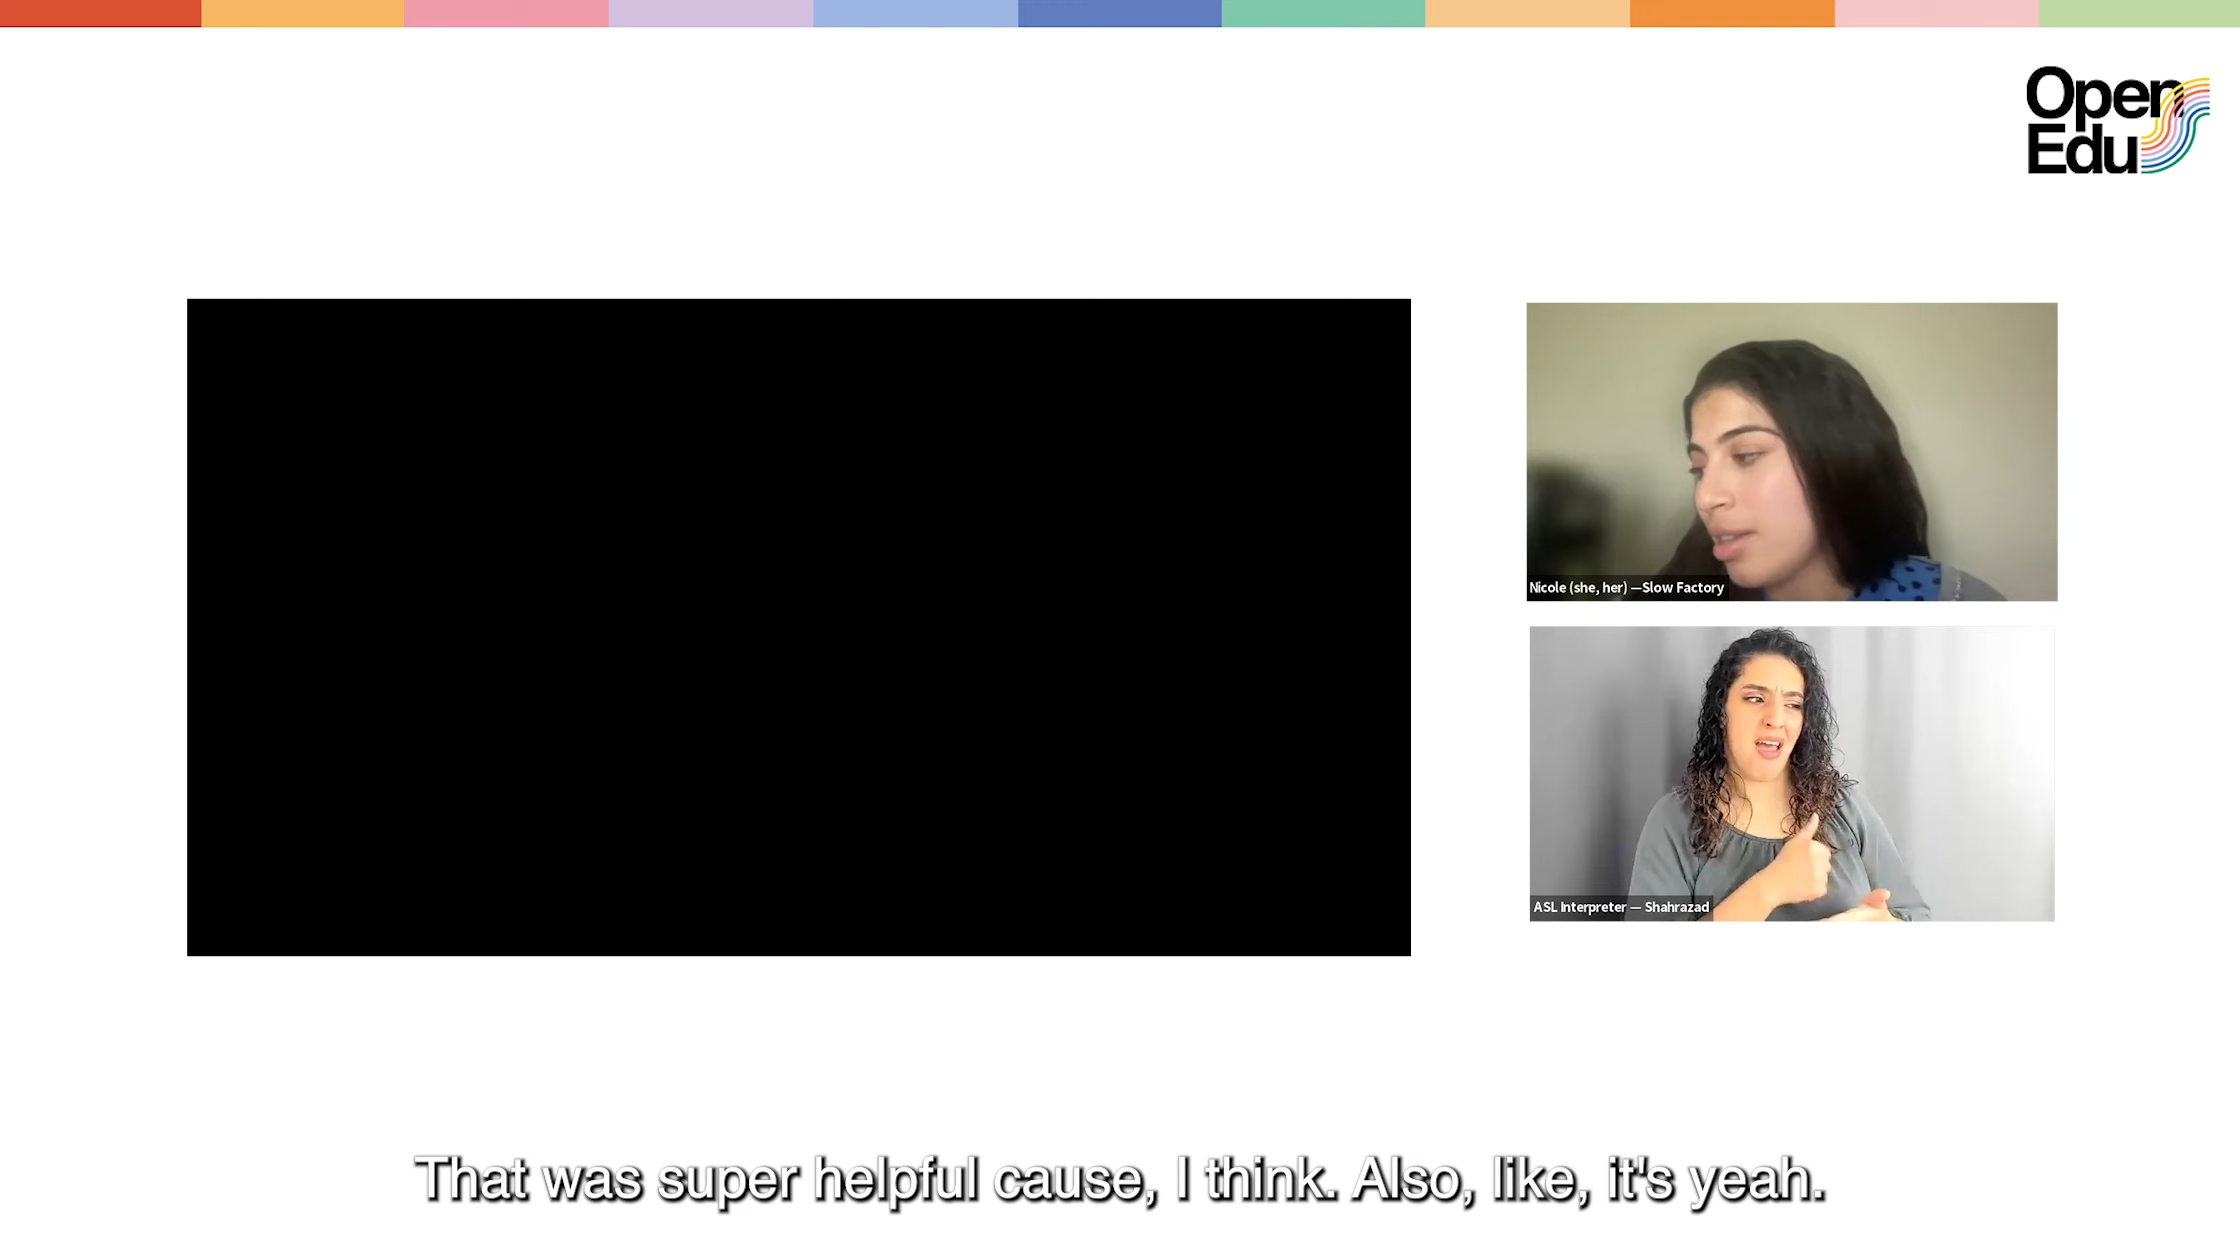 Open
Edu
Nicole (she, her) —Slow Factory
ASL Interpreter — Shahrazad
That was super helpful cause, I think. Also, like, it's yeah.